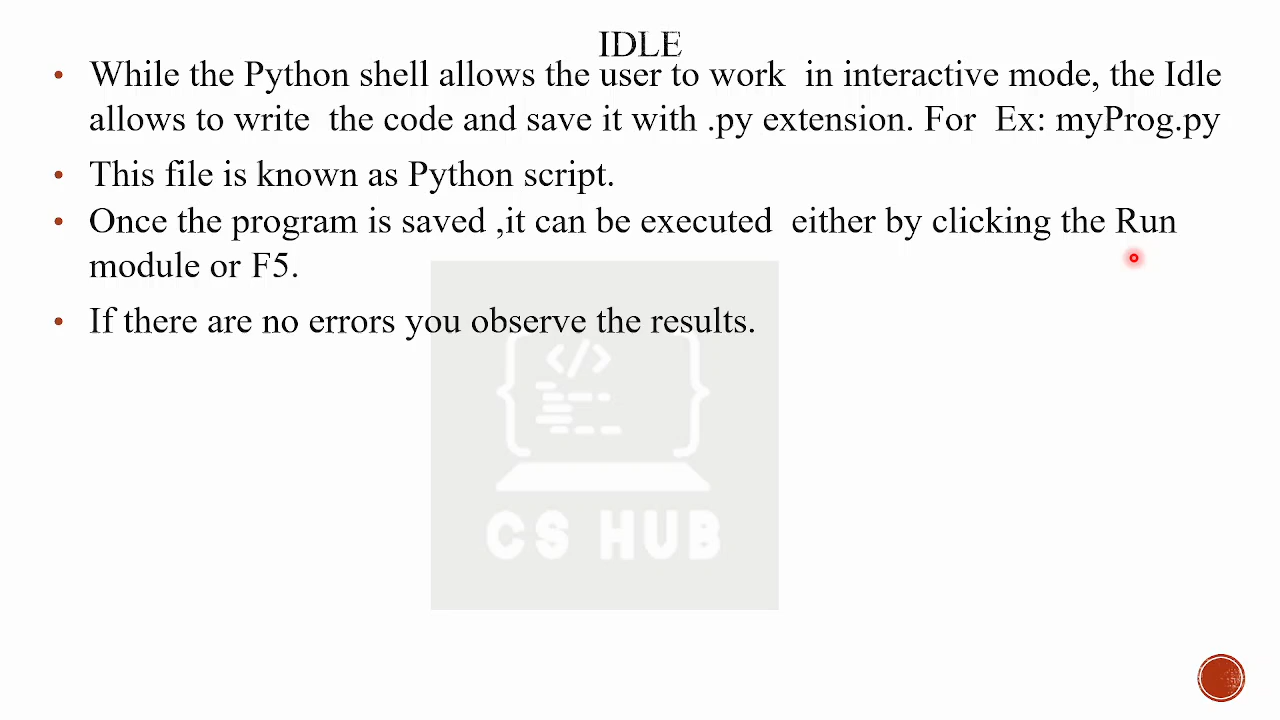 IDLE
• While the Python shell allows the user to work  in interactive mode, the Idle
allows to write  the code and save it with .py extension. For  Ex: myProg.py
• This file is known as Python script.
• Once the program is saved ,it can be executed  either by clicking the Run
module or F5.
• If there are no errors you observe the results.
</>
CS HUB